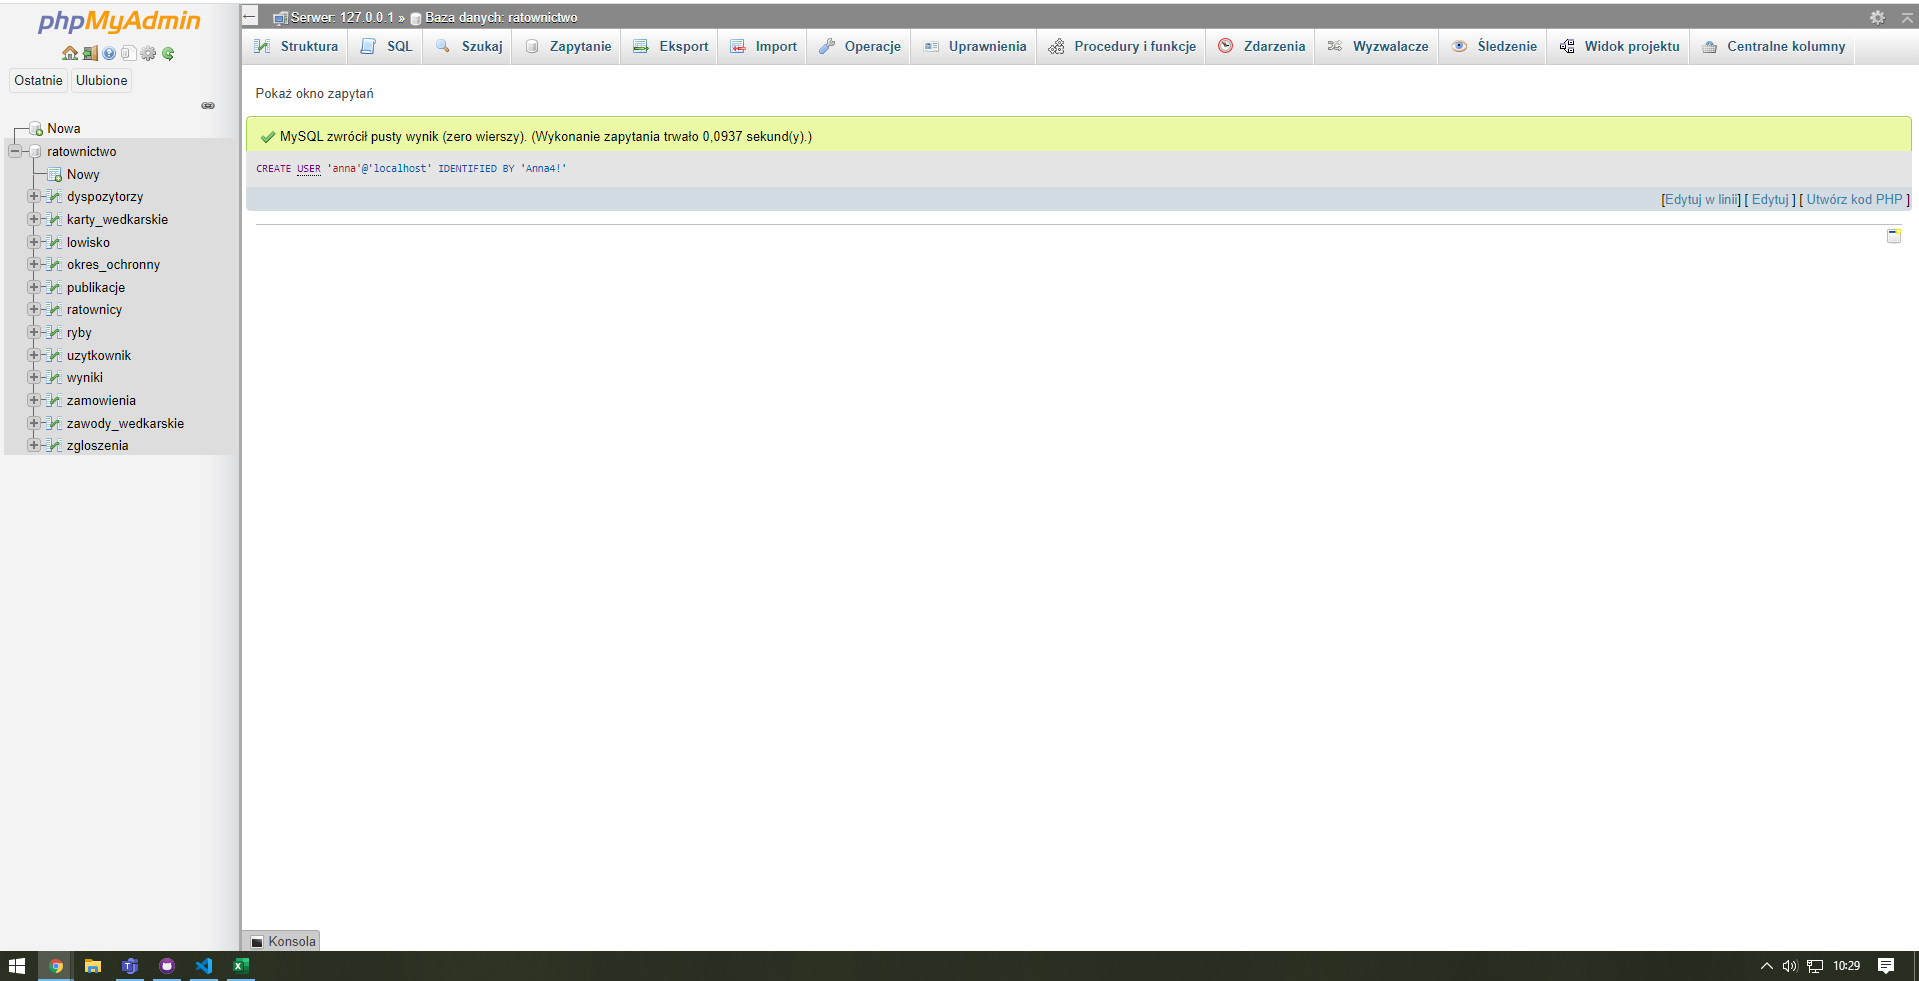 phpMyAdmin
Ostatnie Ulubione
Nowa
ratownictwo
Nowy
dyspozytorzy
karty_wedkarskie
lowisko
okres_ochronny
publikacje
ratownicy
ryby
uzytkownik
wyniki
zamowienia
zawody_wedkarskie
zgloszenia
Serwer: 127.0.0.1 » Baza danych: ratownictwo
Struktura SQL Szukaj Zapytanie Eksport Import Operacje Uprawnienia Procedury i funkcje Zdarzenia Wyzwalacze Śledzenie Widok projektu Centralne kolumny
Pokaż okno zapytań
MySQL zwrócił pusty wynik (zero wierszy). (Wykonanie zapytania trwało 0,0937 sekund(y).)
CREATE USER 'anna'@'localhost' IDENTIFIED BY 'Anna4!'
[Edytuj w linii] [ Edytuj ] [ Utwórz kod PHP ]
Konsola
10:29